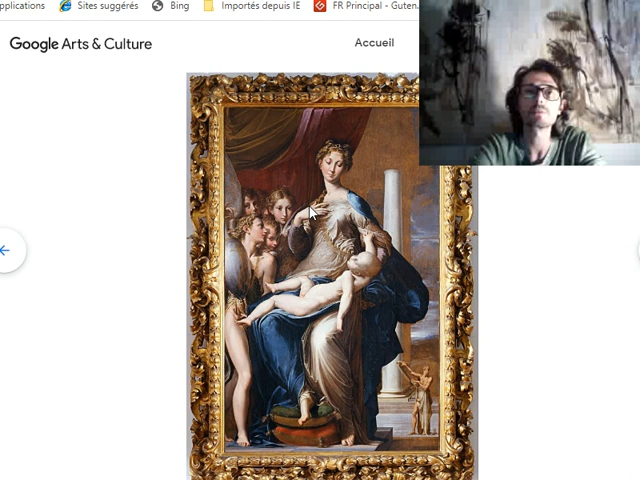 pplications Sites suggérés Bing Importés depuis IE FR Principal - Guten
Google Arts & Culture Accueil